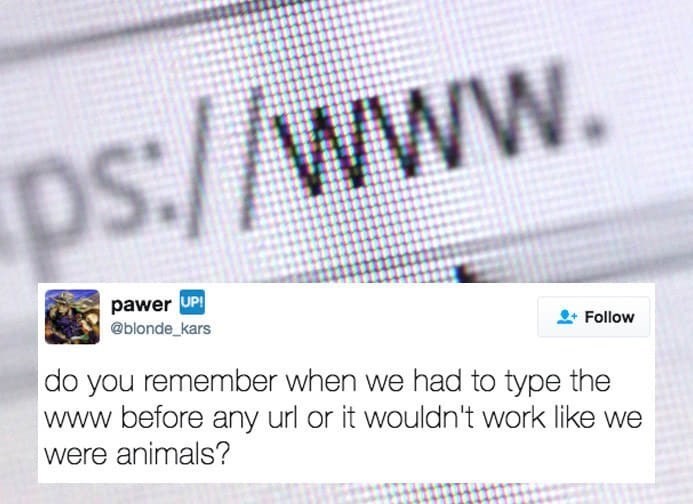 ps://www.
pawer UP!
@blonde_kars
Follow
do you remember when we had to type the
www before any url or it wouldn't work like we
were animals?